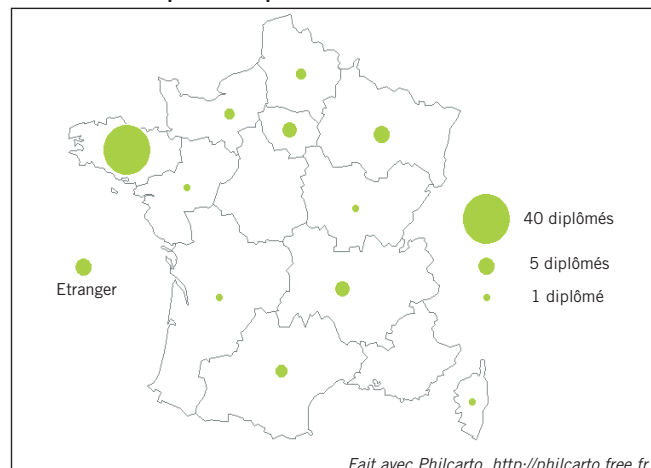 40 diplômés
5 diplômés
Etranger
1 diplômé
Fait avec Philcarto http://philcarto.free.fr